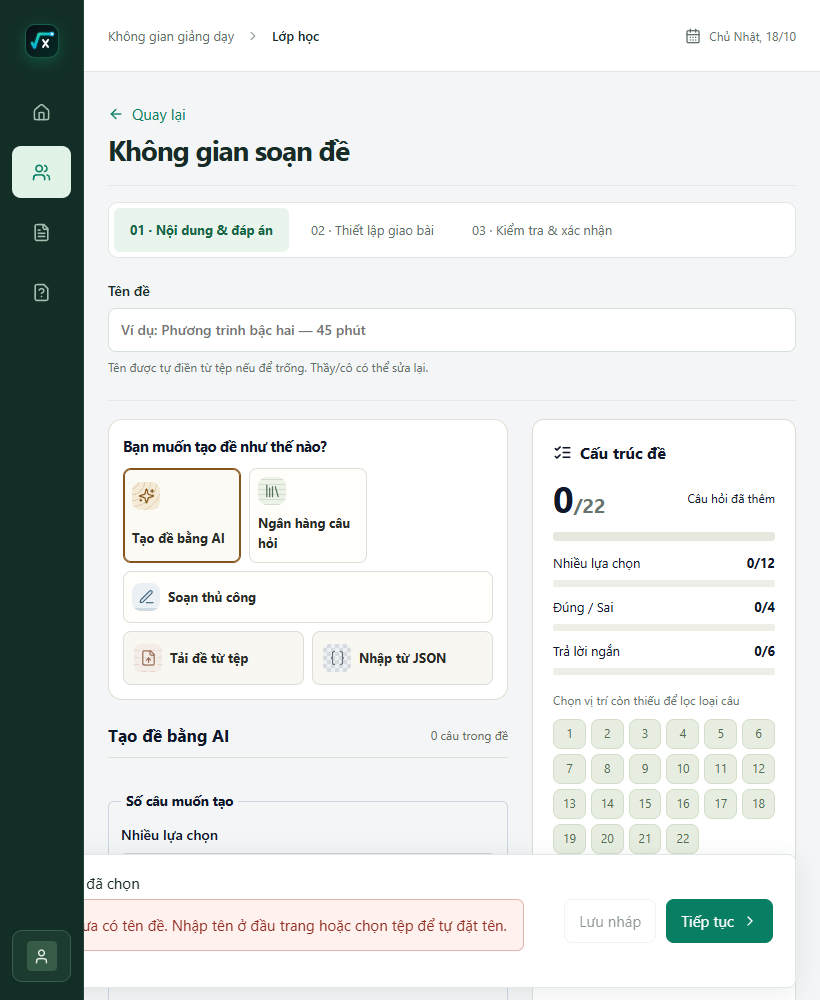 √x
Không gian giảng dạy
Lớp học
Chủ Nhật, 18/10
Quay lại
Không gian soạn đề
01 · Nội dung & đáp án
02 · Thiết lập giao bài
03 · Kiểm tra & xác nhận
Tên đề
Ví dụ: Phương trình bậc hai — 45 phút
Tên được tự điền từ tệp nếu để trống. Thầy/cô có thể sửa lại.
Bạn muốn tạo đề như thế nào?
Tạo đề bằng AI
Ngân hàng câu
hỏi
Soạn thủ công
Tải đề từ tệp
Nhập từ JSON
Tạo đề bằng AI
0 câu trong đề
Số câu muốn tạo
Nhiều lựa chọn
Cấu trúc đề
0/22
Câu hỏi đã thêm
Nhiều lựa chọn
0/12
Đúng / Sai
0/4
Trả lời ngắn
0/6
Chọn vị trí còn thiếu để lọc loại câu
1 2 3 4 5 6
7 8 9 10 11 12
13 14 15 16 17 18
19 20 21 22
đã chọn
có tên đề. Nhập tên ở đầu trang hoặc chọn tệp để tự đặt tên.
Lưu nháp
Tiếp tục